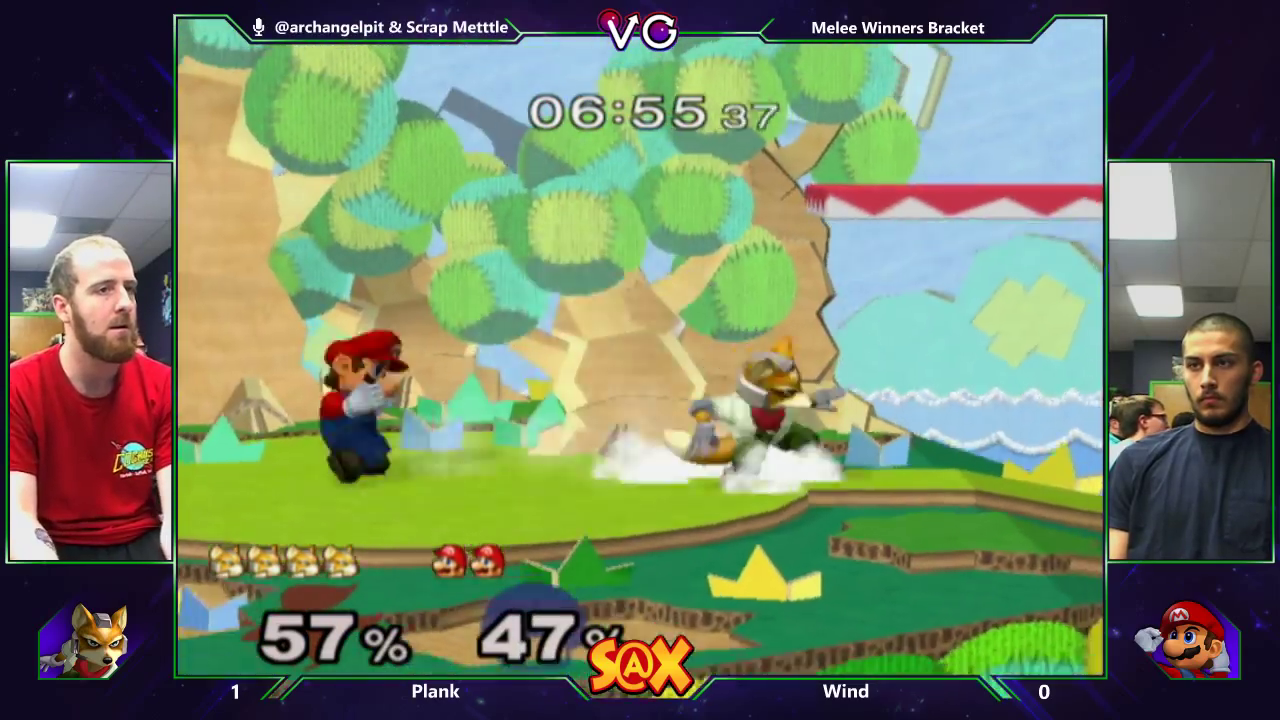 @archangelpit & Scrap Metttle
VG
Melee Winners Bracket
06:55 37
57%
47%
S@X
1
Plank
Wind
0